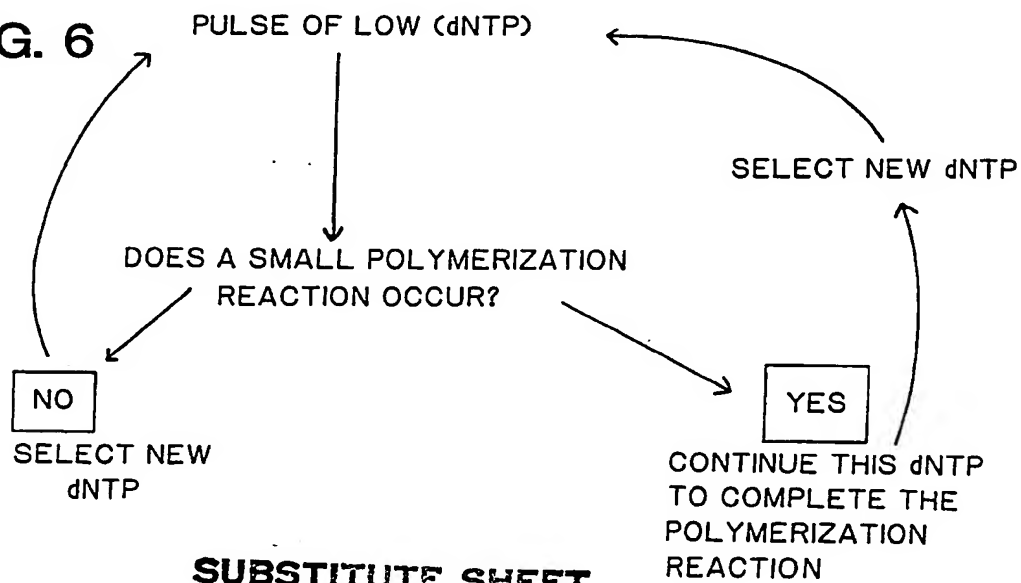 G. 6
PULSE OF LOW (dNTP)
SELECT NEW dNTP
DOES A SMALL POLYMERIZATION
REACTION OCCUR?
NO
SELECT NEW
dNTP
YES
CONTINUE THIS dNTP
TO COMPLETE THE
POLYMERIZATION
REACTION
SUBSTITUTE SHEET